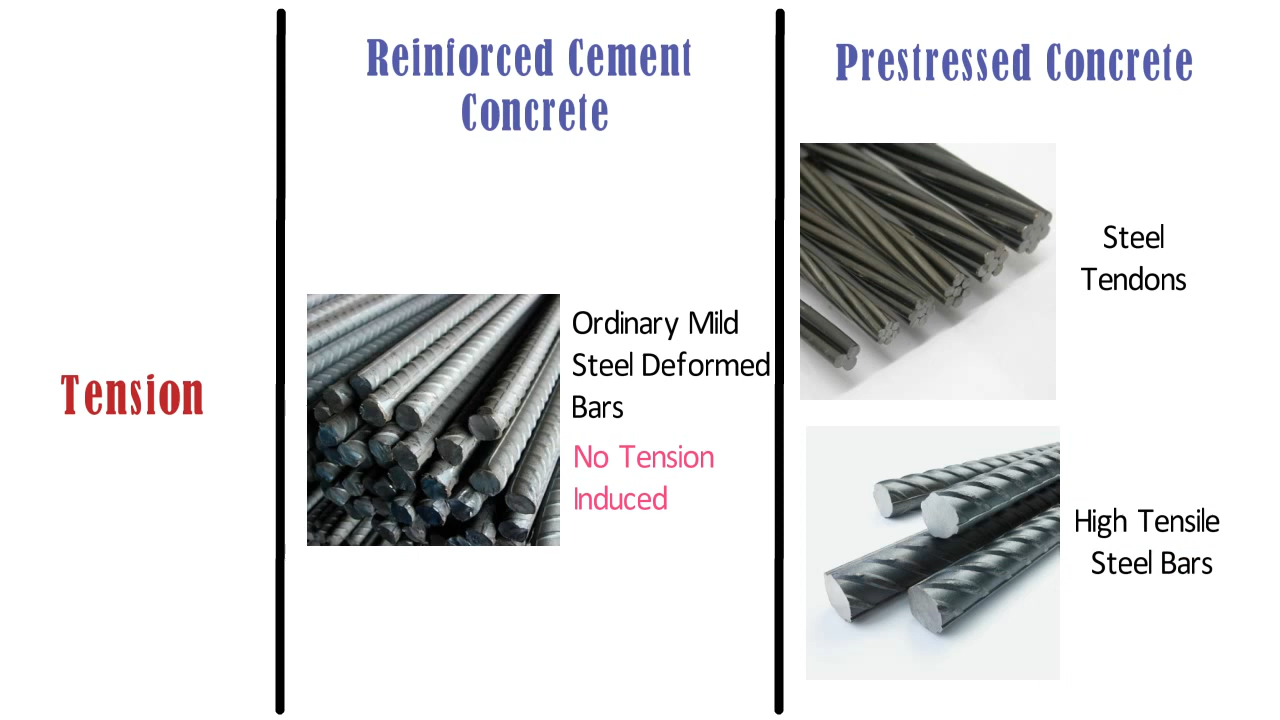 Reinforced Cement
Concrete
Prestressed Concrete
Tension
Ordinary Mild
Steel Deformed
Bars
No Tension
Induced
Steel
Tendons
High Tensile
Steel Bars